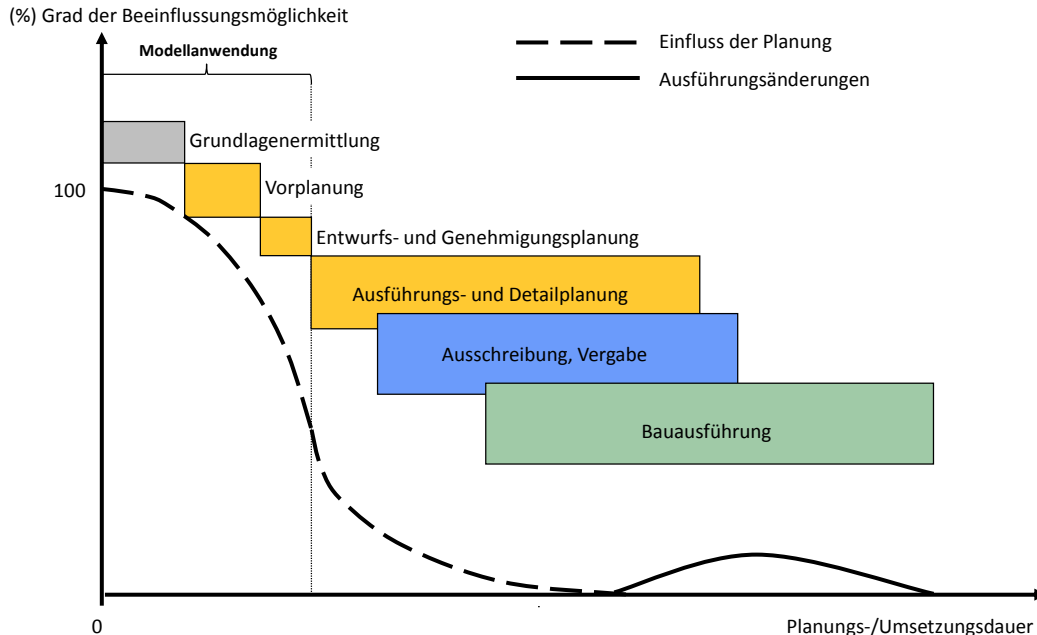 (%) Grad der Beeinflussungsmöglichkeit
Modellanwendung
Einfluss der Planung
Ausführungsänderungen
Grundlagenermittlung
100
Vorplanung
Entwurfs- und Genehmigungsplanung
Ausführungs- und Detailplanung
Ausschreibung, Vergabe
Bauausführung
0
Planungs-/Umsetzungsdauer